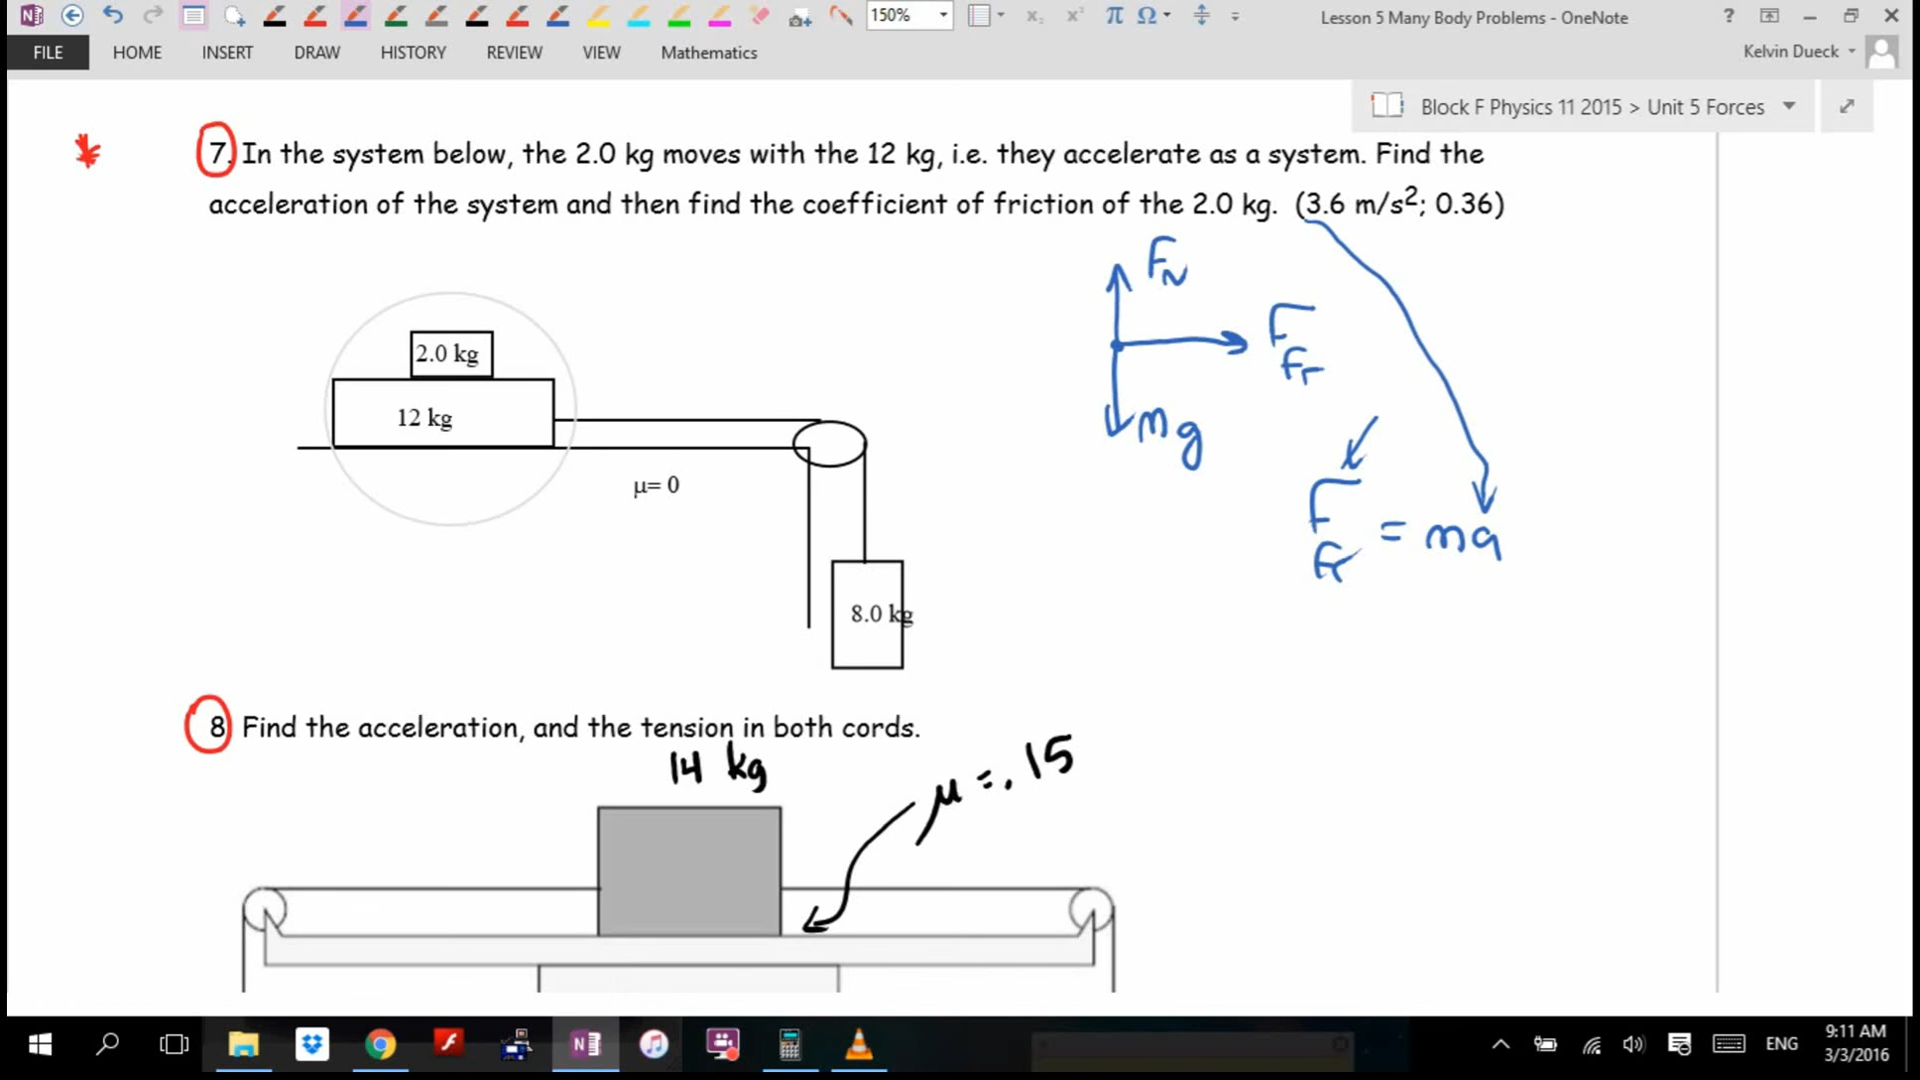 150%
Lesson 5 Many Body Problems - OneNote
FILE HOME INSERT DRAW HISTORY REVIEW VIEW Mathematics
Kelvin Dueck
Block F Physics 11 2015 > Unit 5 Forces
7. In the system below, the 2.0 kg moves with the 12 kg, i.e. they accelerate as a system. Find the
acceleration of the system and then find the coefficient of friction of the 2.0 kg. (3.6 m/s²; 0.36)
F_N
F_Fr
mg
F_Fr = ma
2.0 kg
12 kg
μ= 0
8.0 kg
8 Find the acceleration, and the tension in both cords.
14 kg
μ = .15
ENG
9:11 AM
3/3/2016